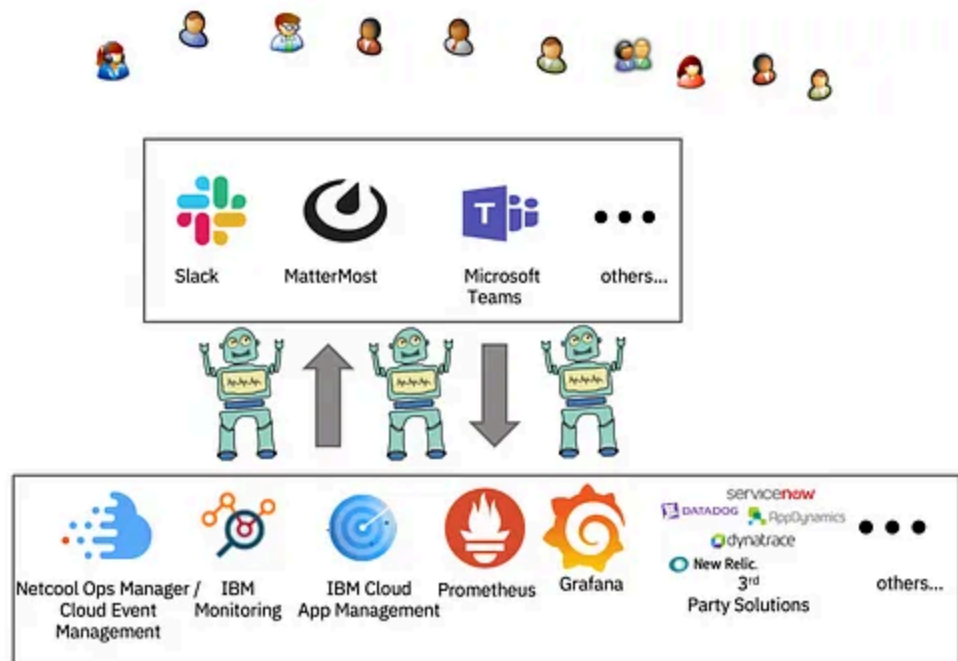 Slack
MatterMost
T
Microsoft
Teams
others...
Netcool Ops Manager /
Cloud Event
Management
IBM
Monitoring
IBM Cloud
App Management
Prometheus
Grafana
servicenow
DATADOG
AppDynamics
dynatrace
New Relic.
3rd
Party Solutions
others...